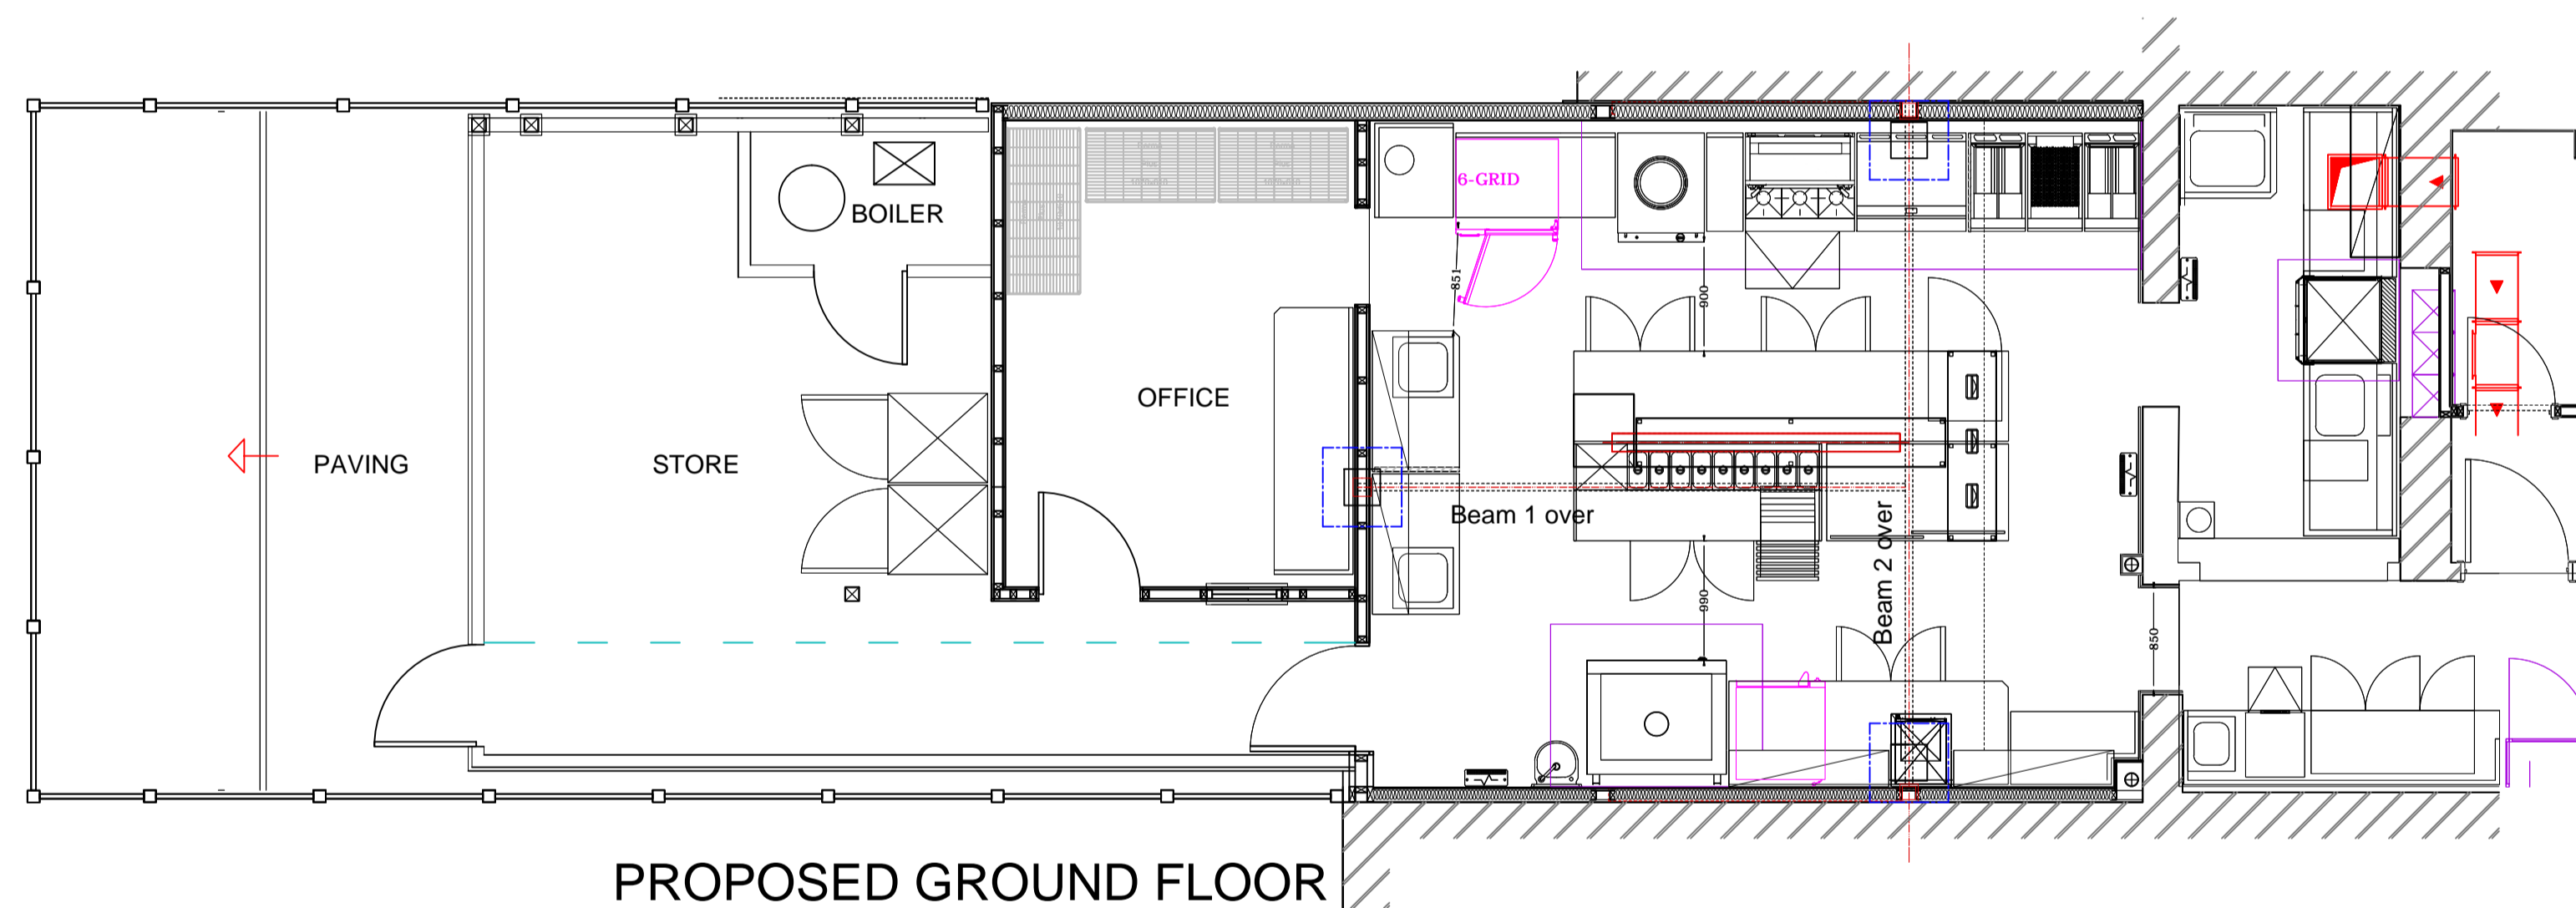 6-GRID
BOILER
851
900
OFFICE
PAVING
STORE
Beam 1 over
Beam 2 over
990
850
PROPOSED GROUND FLOOR